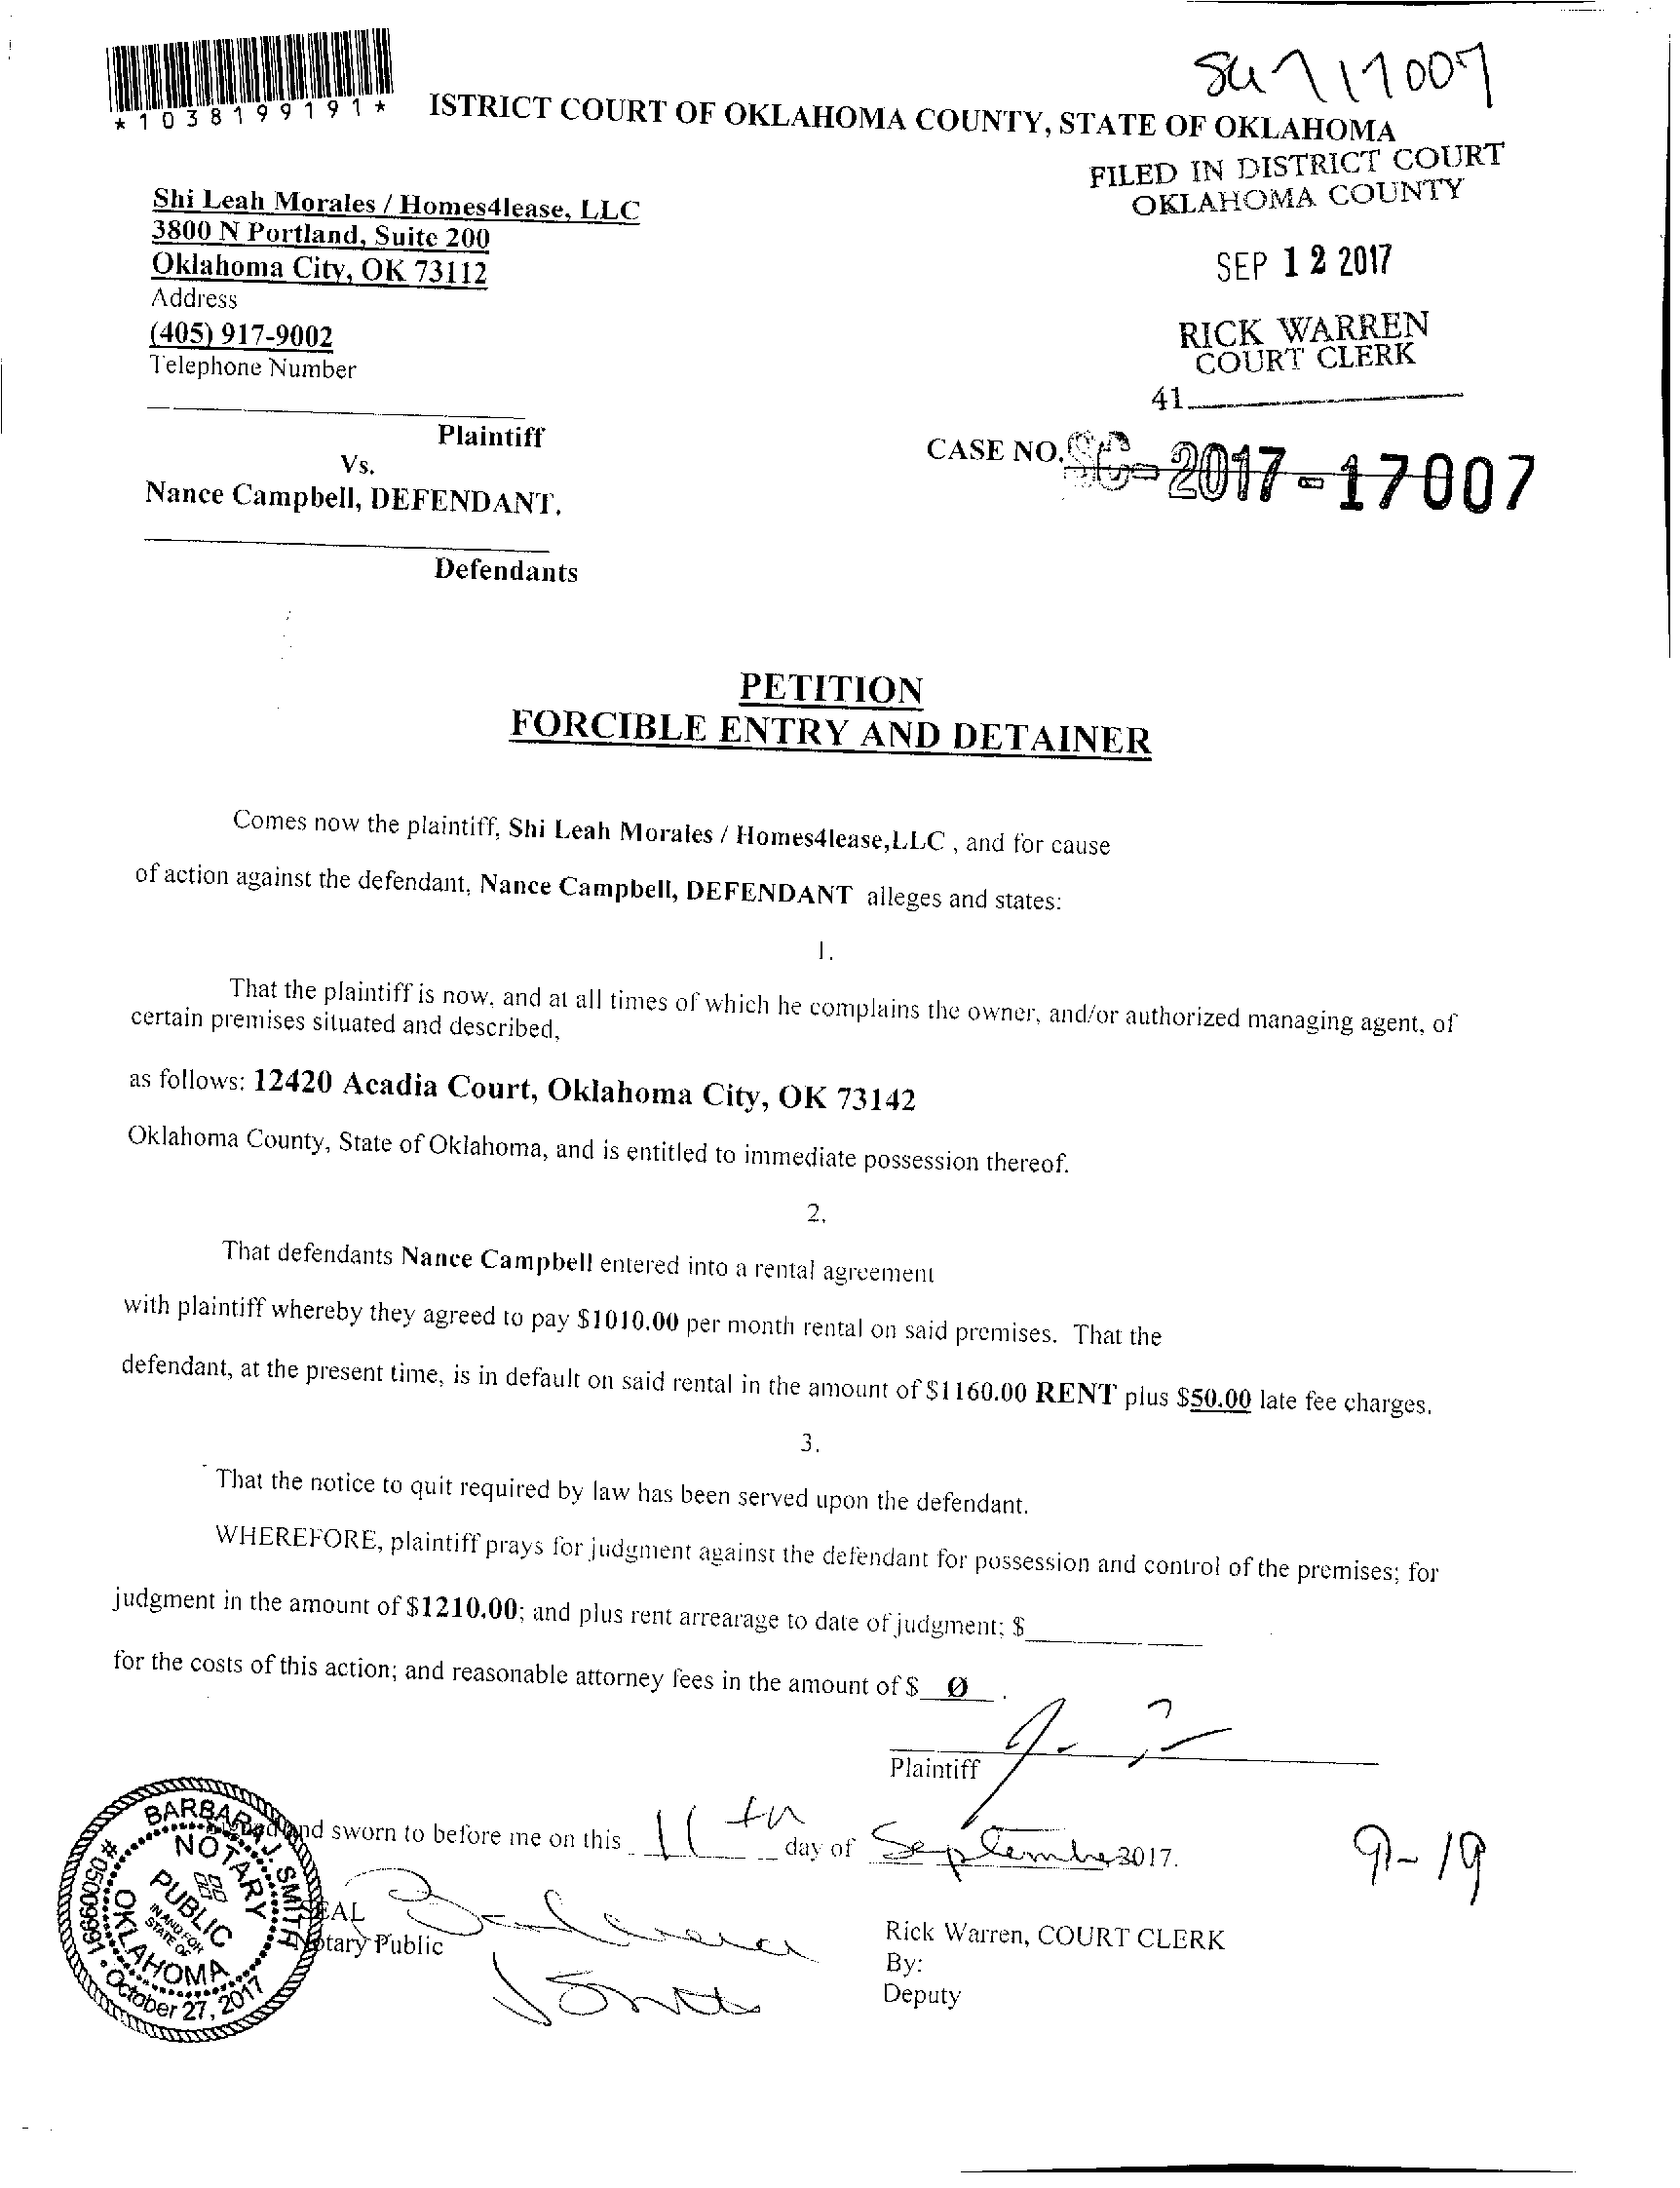 *1038199191*
ISTRICT COURT OF OKLAHOMA COUNTY, STATE OF OKLAHOMA
FILED IN DISTRICT COURT
OKLAHOMA COUNTY
SEP 12 2017
RICK WARREN
COURT CLERK
41
Shi Leah Morales / Homes4lease, LLC
3800 N Portland, Suite 200
Oklahoma City, OK 73112
Address
(405) 917-9002
Telephone Number
Plaintiff
Vs.
CASE NO. SC-2017-17007
Nance Campbell, DEFENDANT.
Defendants
PETITION
FORCIBLE ENTRY AND DETAINER
Comes now the plaintiff, Shi Leah Morales / Homes4lease,LLC , and for cause
of action against the defendant, Nance Campbell, DEFENDANT alleges and states:
1.
That the plaintiff is now, and at all times of which he complains the owner, and/or authorized managing agent, of
certain premises situated and described,
as follows: 12420 Acadia Court, Oklahoma City, OK 73142
Oklahoma County, State of Oklahoma, and is entitled to immediate possession thereof.
2.
That defendants Nance Campbell entered into a rental agreement
with plaintiff whereby they agreed to pay $1010.00 per month rental on said premises. That the
defendant, at the present time, is in default on said rental in the amount of $1160.00 RENT plus $50.00 late fee charges.
3.
That the notice to quit required by law has been served upon the defendant.
WHEREFORE, plaintiff prays for judgment against the defendant for possession and control of the premises; for
judgment in the amount of $1210.00; and plus rent arrearage to date of judgment; $
for the costs of this action; and reasonable attorney fees in the amount of $ Ø .
Plaintiff
and sworn to before me on this 11th day of September 2017.
9-19
SEAL
Notary Public
BARBARA J. SMITH
NOTARY PUBLIC
IN AND FOR
STATE OF
OKLAHOMA
#05009991
October 27, 2017
Rick Warren, COURT CLERK
By:
Deputy